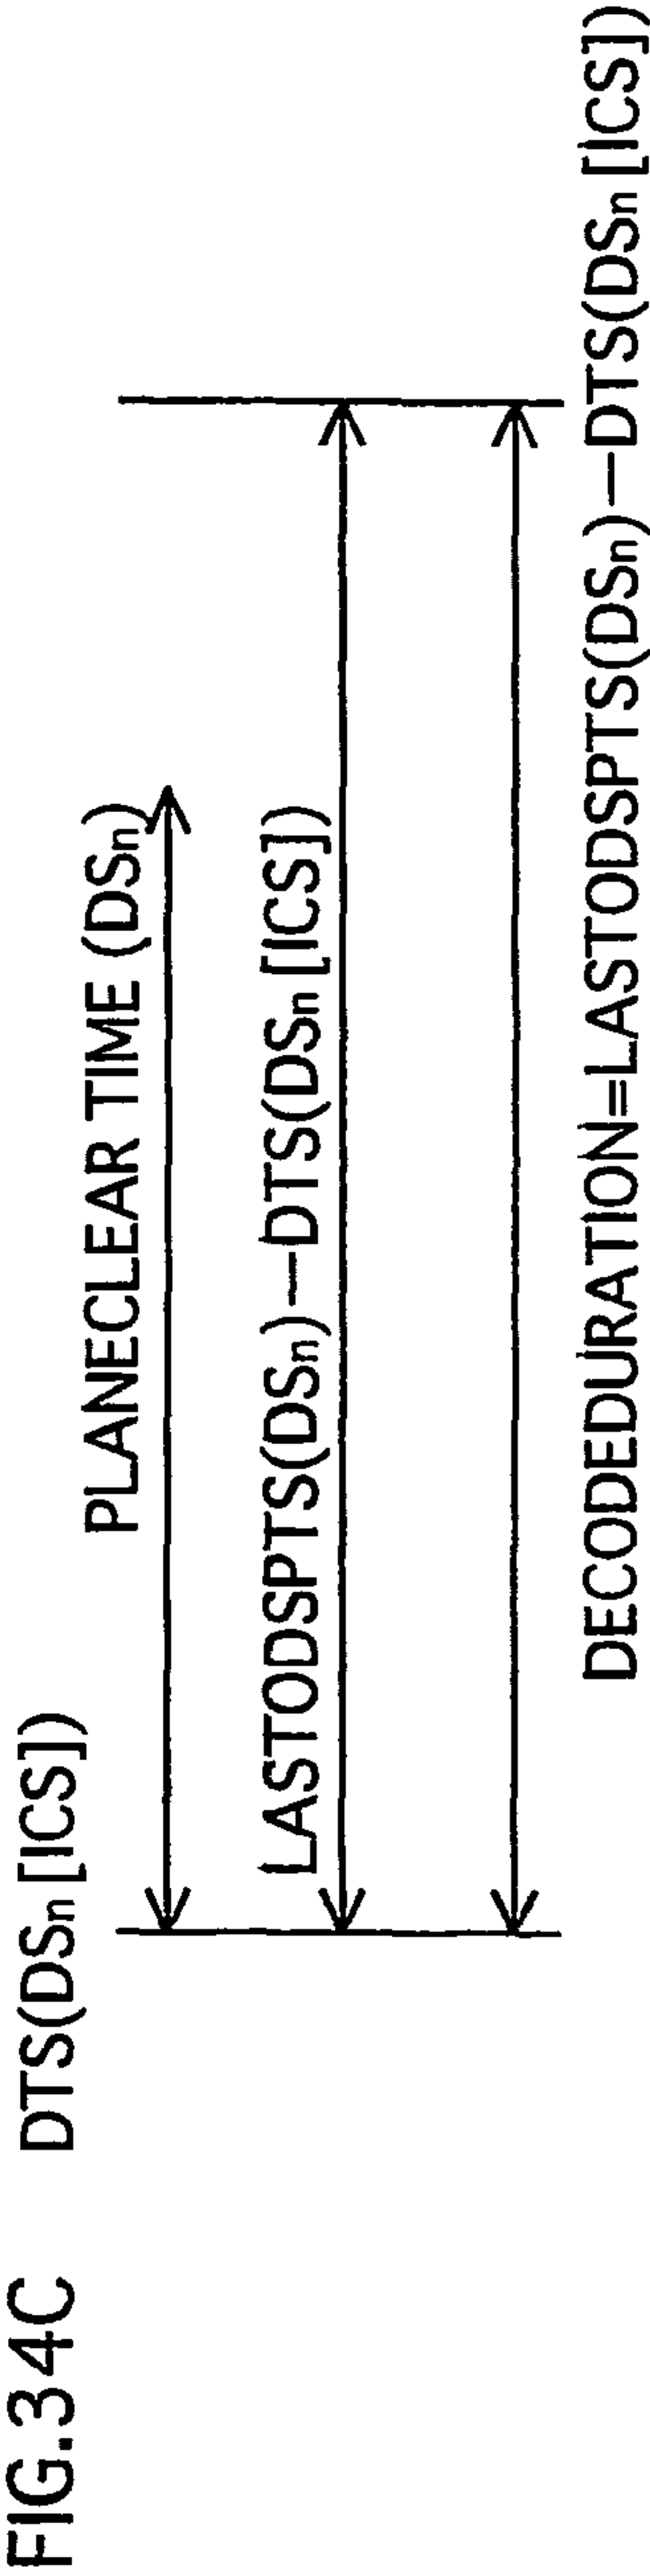 FIG.34C
DTS(DSn [ICS])
PLANECLEAR TIME (DSn)
LASTODSPTS(DSn)—DTS(DSn [ICS])
DECODEDURATION=LASTODSPTS(DSn)—DTS(DSn [ICS])